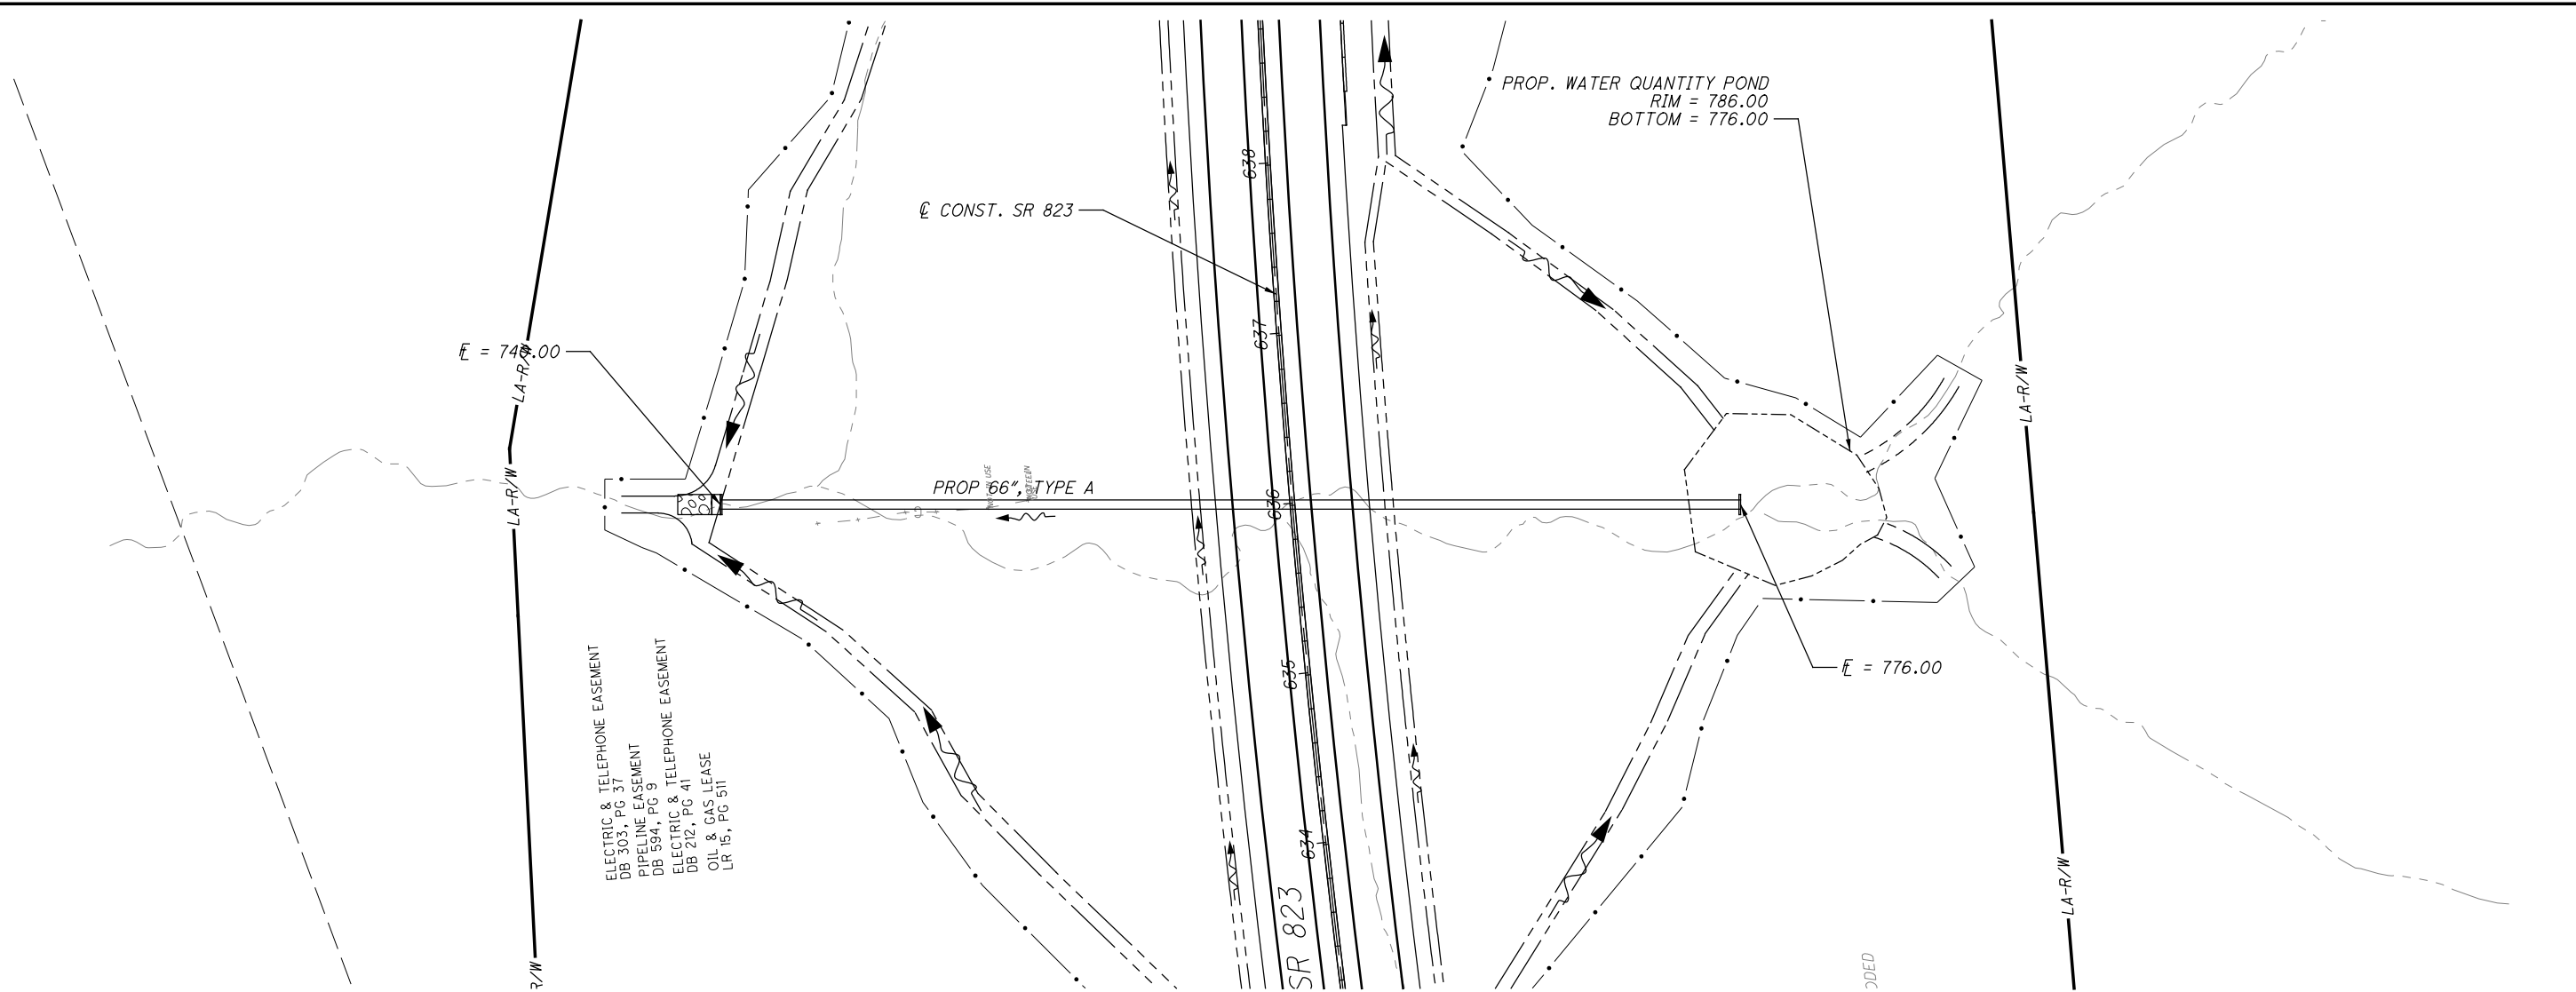 PROP. WATER QUANTITY POND
RIM = 786.00
BOTTOM = 776.00
638
℄ CONST. SR 823
637
LA-R/W
LA-R/W
LA-R/W
PROP 66", TYPE A
636
635
FL = 776.00
ELECTRIC & TELEPHONE EASEMENT
DB 303, PG 37
PIPELINE EASEMENT
DB 594, PG 9
ELECTRIC & TELEPHONE EASEMENT
DB 212, PG 41
OIL & GAS LEASE
LR 15, PG 511
634
SR 823
LA-R/W
R/W